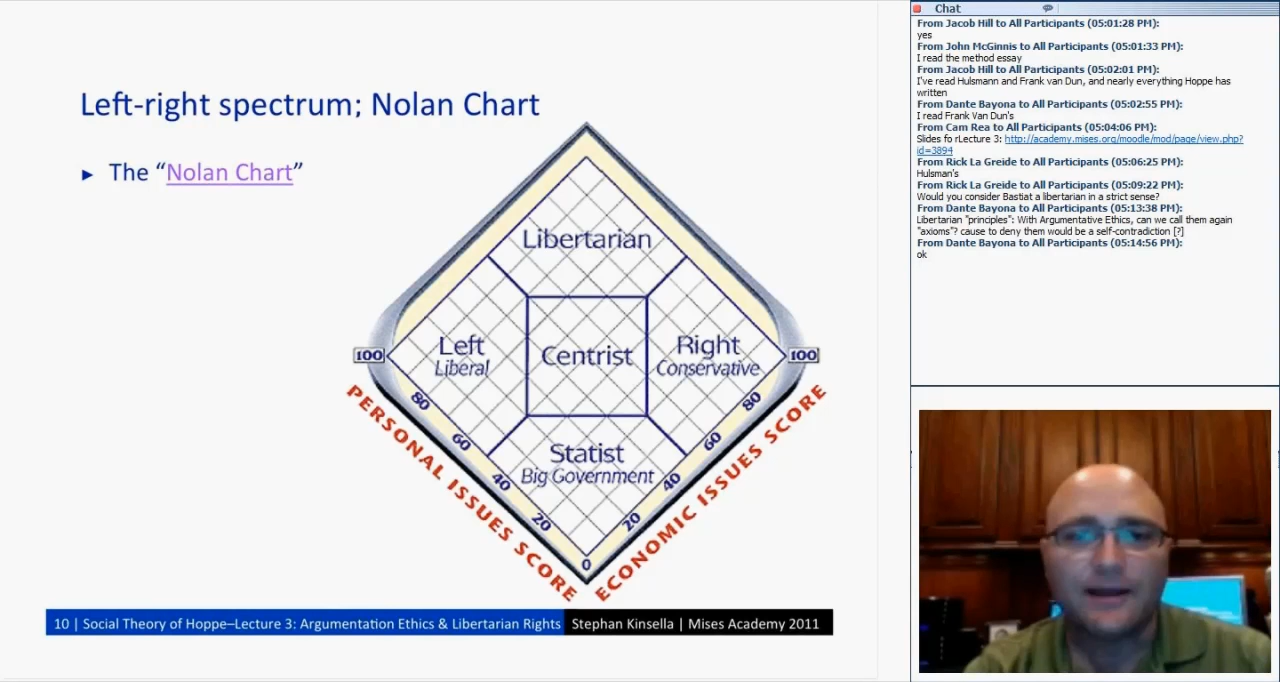 Left-right spectrum; Nolan Chart
► The “Nolan Chart”
Libertarian
Left
Liberal
Centrist
Right
Conservative
Statist
Big Government
100
80
60
40
20
0
20
40
60
80
100
PERSONAL ISSUES SCORE
ECONOMIC ISSUES SCORE
10 | Social Theory of Hoppe–Lecture 3: Argumentation Ethics & Libertarian Rights
Stephan Kinsella | Mises Academy 2011
Chat
From Jacob Hill to All Participants (05:01:28 PM):
yes
From John McGinnis to All Participants (05:01:33 PM):
I read the method essay
From Jacob Hill to All Participants (05:02:01 PM):
I've read Hulsmann and Frank van Dun, and nearly everything Hoppe has
written
From Dante Bayona to All Participants (05:02:55 PM):
I read Frank Van Dun's
From Cam Rea to All Participants (05:04:06 PM):
Slides fo rLecture 3: http://academy.mises.org/moodle/mod/page/view.php?
id=3894
From Rick La Greide to All Participants (05:06:25 PM):
Hulsman's
From Rick La Greide to All Participants (05:09:22 PM):
Would you consider Bastiat a libertarian in a strict sense?
From Dante Bayona to All Participants (05:13:38 PM):
Libertarian "principles": With Argumentative Ethics, can we call them again
"axioms"? cause to deny them would be a self-contradiction [?]
From Dante Bayona to All Participants (05:14:56 PM):
ok